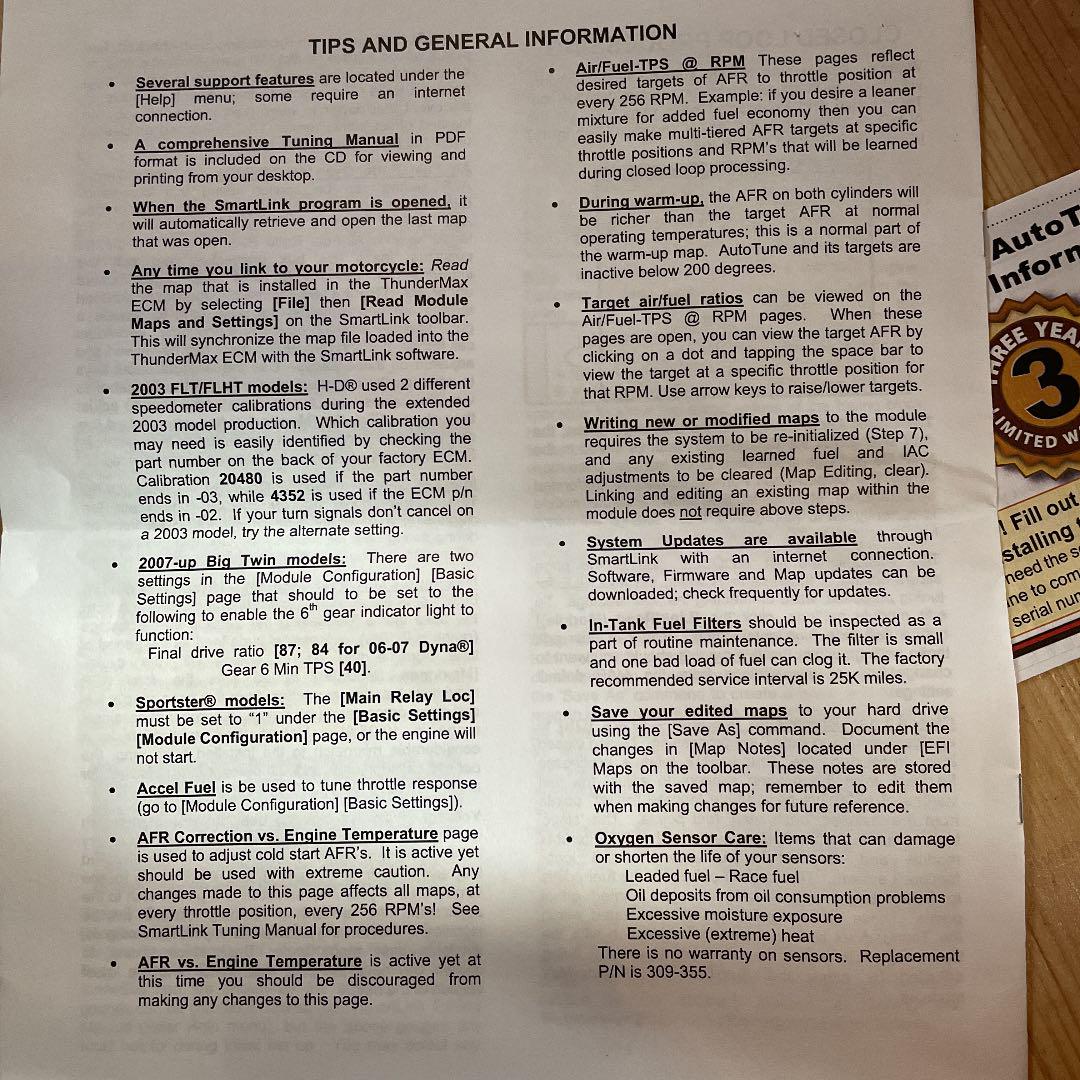 TIPS AND GENERAL INFORMATION
• Several support features are located under the
[Help] menu; some require an internet
connection.
• A comprehensive Tuning Manual in PDF
format is included on the CD for viewing and
printing from your desktop.
• When the SmartLink program is opened, it
will automatically retrieve and open the last map
that was open.
• Any time you link to your motorcycle: Read
the map that is installed in the ThunderMax
ECM by selecting [File] then [Read Module
Maps and Settings] on the SmartLink toolbar.
This will synchronize the map file loaded into the
ThunderMax ECM with the SmartLink software.
• 2003 FLT/FLHT models: H-D® used 2 different
speedometer calibrations during the extended
2003 model production. Which calibration you
may need is easily identified by checking the
part number on the back of your factory ECM.
Calibration 20480 is used if the part number
ends in -03, while 4352 is used if the ECM p/n
ends in -02. If your turn signals don't cancel on
a 2003 model, try the alternate setting.
• 2007-up Big Twin models: There are two
settings in the [Module Configuration] [Basic
Settings] page that should to be set to the
following to enable the 6th gear indicator light to
function:
Final drive ratio [87; 84 for 06-07 Dyna®]
Gear 6 Min TPS [40].
• Sportster® models: The [Main Relay Loc]
must be set to "1" under the [Basic Settings]
[Module Configuration] page, or the engine will
not start.
• Accel Fuel is be used to tune throttle response
(go to [Module Configuration] [Basic Settings]).
• AFR Correction vs. Engine Temperature page
is used to adjust cold start AFR's. It is active yet
should be used with extreme caution. Any
changes made to this page affects all maps, at
every throttle position, every 256 RPM's! See
SmartLink Tuning Manual for procedures.
• AFR vs. Engine Temperature is active yet at
this time you should be discouraged from
making any changes to this page.
• Air/Fuel-TPS @ RPM These pages reflect
desired targets of AFR to throttle position at
every 256 RPM. Example: if you desire a leaner
mixture for added fuel economy then you can
easily make multi-tiered AFR targets at specific
throttle positions and RPM's that will be learned
during closed loop processing.
• During warm-up, the AFR on both cylinders will
be richer than the target AFR at normal
operating temperatures; this is a normal part of
the warm-up map. AutoTune and its targets are
inactive below 200 degrees.
• Target air/fuel ratios can be viewed on the
Air/Fuel-TPS @ RPM pages. When these
pages are open, you can view the target AFR by
clicking on a dot and tapping the space bar to
view the target at a specific throttle position for
that RPM. Use arrow keys to raise/lower targets.
• Writing new or modified maps to the module
requires the system to be re-initialized (Step 7),
and any existing learned fuel and IAC
adjustments to be cleared (Map Editing, clear).
Linking and editing an existing map within the
module does not require above steps.
• System Updates are available through
SmartLink with an internet connection.
Software, Firmware and Map updates can be
downloaded; check frequently for updates.
• In-Tank Fuel Filters should be inspected as a
part of routine maintenance. The filter is small
and one bad load of fuel can clog it. The factory
recommended service interval is 25K miles.
• Save your edited maps to your hard drive
using the [Save As] command. Document the
changes in [Map Notes] located under [EFI
Maps on the toolbar. These notes are stored
with the saved map; remember to edit them
when making changes for future reference.
• Oxygen Sensor Care: Items that can damage
or shorten the life of your sensors:
Leaded fuel – Race fuel
Oil deposits from oil consumption problems
Excessive moisture exposure
Excessive (extreme) heat
There is no warranty on sensors. Replacement
P/N is 309-355.
AutoT
Inform
THREE YEA
3
LIMITED W
! Fill out
stalling
need the s
ne to com
serial num